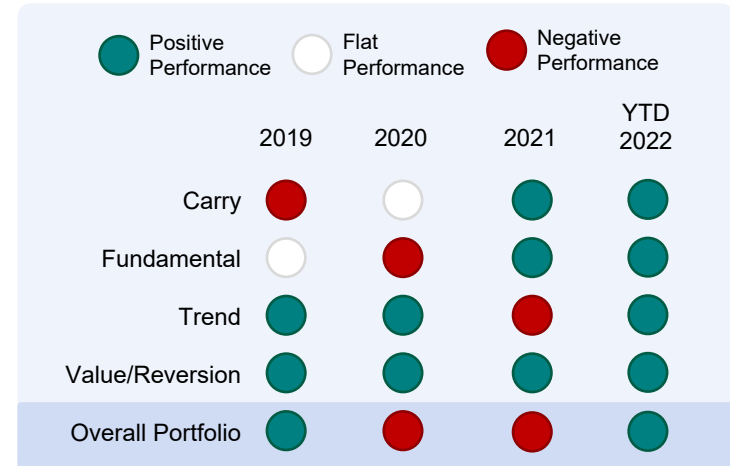 Positive
Performance
Flat
Performance
Negative
Performance
2019 2020 2021 YTD
2022
Carry
Fundamental
Trend
Value/Reversion
Overall Portfolio